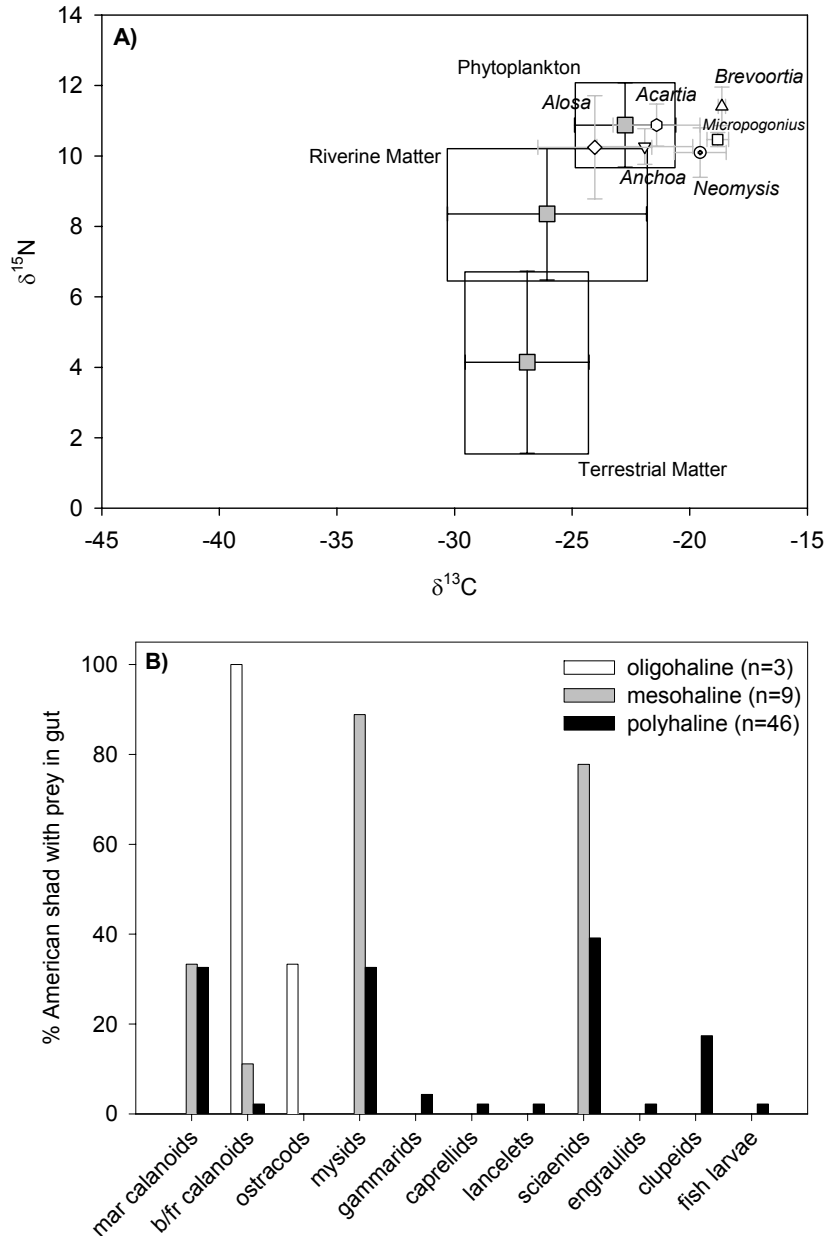 14
A)
Phytoplankton
Brevoortia
12
Alosa
Acartia
Micropogonius
10
Riverine Matter
Anchoa
Neomysis
8
δ15N
6
4
2
Terrestrial Matter
0
-45
-40
-35
-30
-25
-20
-15
δ13C
B)
100
oligohaline (n=3)
mesohaline (n=9)
polyhaline (n=46)
80
60
% American shad with prey in gut
40
20
0
mar calanoids
b/fr calanoids
ostracods
mysids
gammarids
caprellids
lancelets
sciaenids
engraulids
clupeids
fish larvae